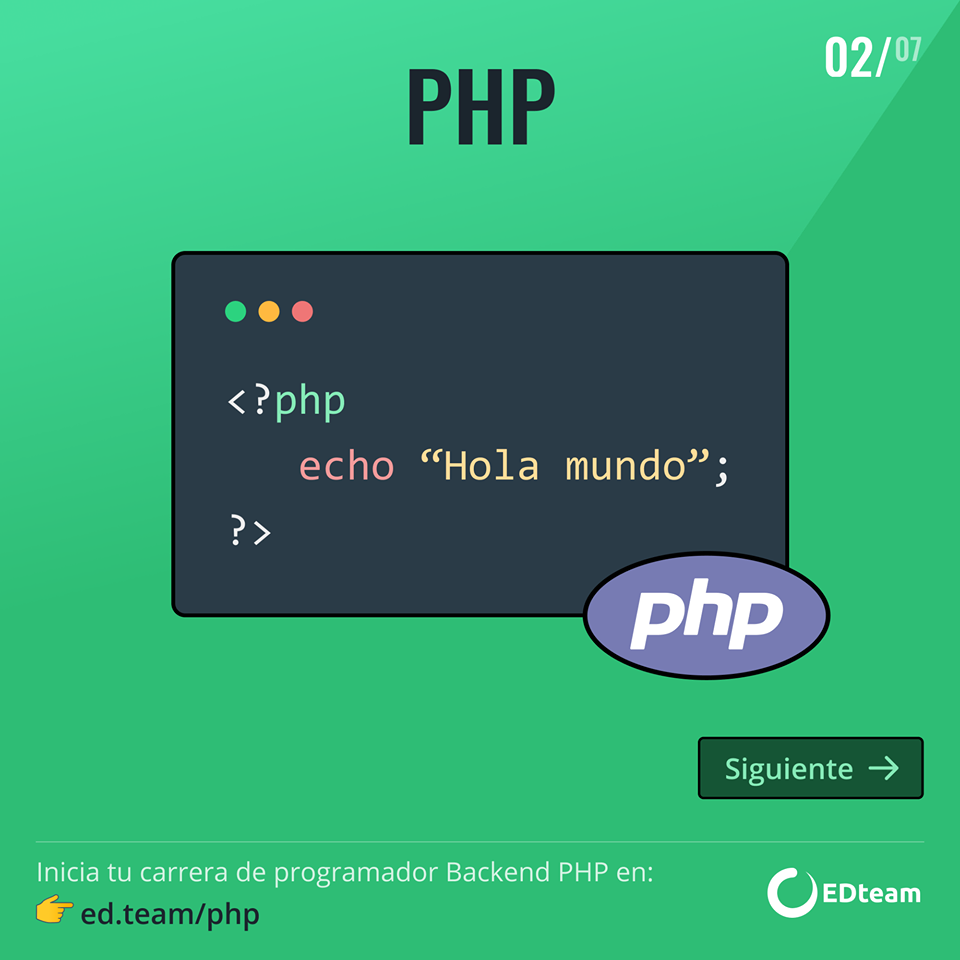 02/07
PHP
<?php
echo “Hola mundo”;
?>
php
Siguiente →
Inicia tu carrera de programador Backend PHP en:
👉 ed.team/php
EDteam